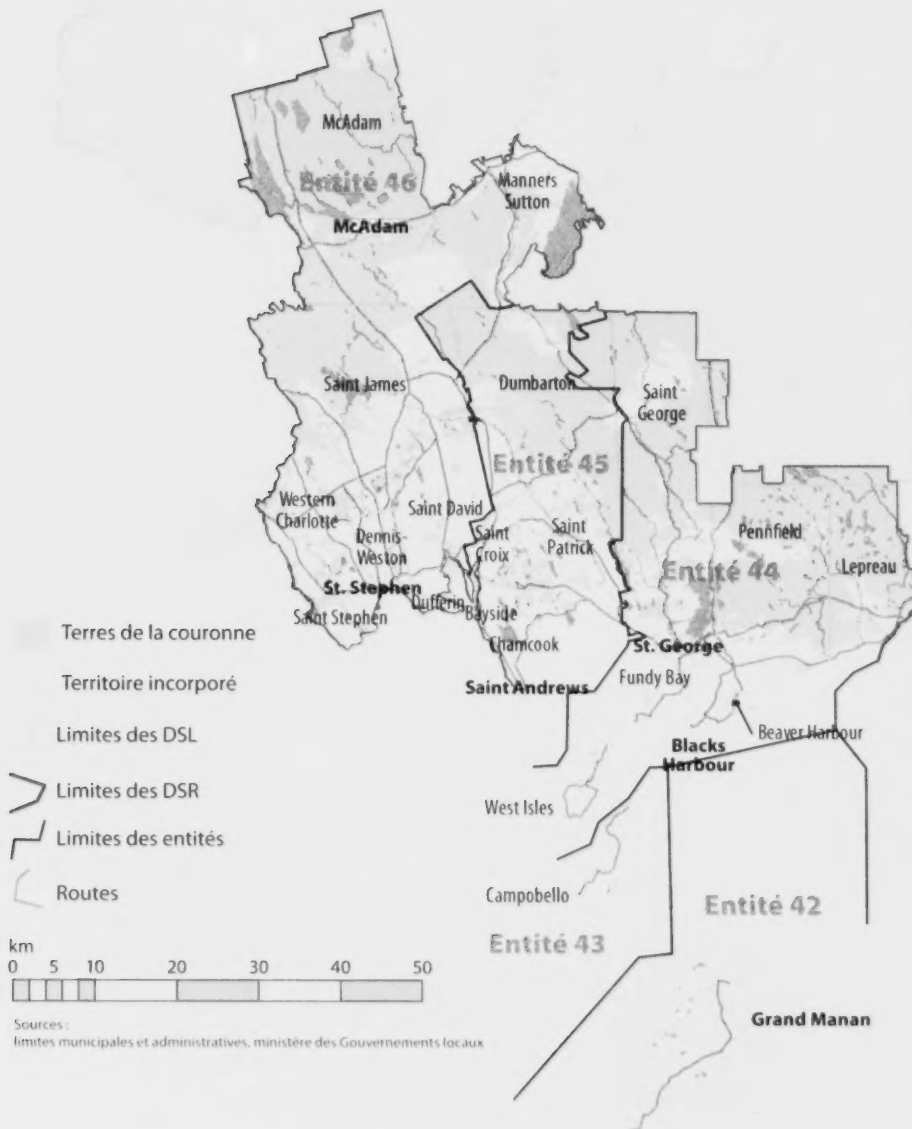 McAdam
Entité 46
Manners
Sutton
McAdam
Saint James
Dumbarton
Saint
George
Entité 45
Western
Charlotte
Saint David
Dennis-
Weston
Saint
Croix
Saint
Patrick
Pennfield
Lepreau
Entité 44
St. Stephen
Saint Stephen
Dufferin
Bayside
Chamcook
St. George
Fundy Bay
Saint Andrews
Beaver Harbour
Blacks
Harbour
West Isles
Campobello
Entité 42
Entité 43
Grand Manan
Terres de la couronne
Territoire incorporé
Limites des DSL
Limites des DSR
Limites des entités
Routes
km
0 5 10 20 30 40 50
Sources :
limites municipales et administratives, ministère des Gouvernements locaux